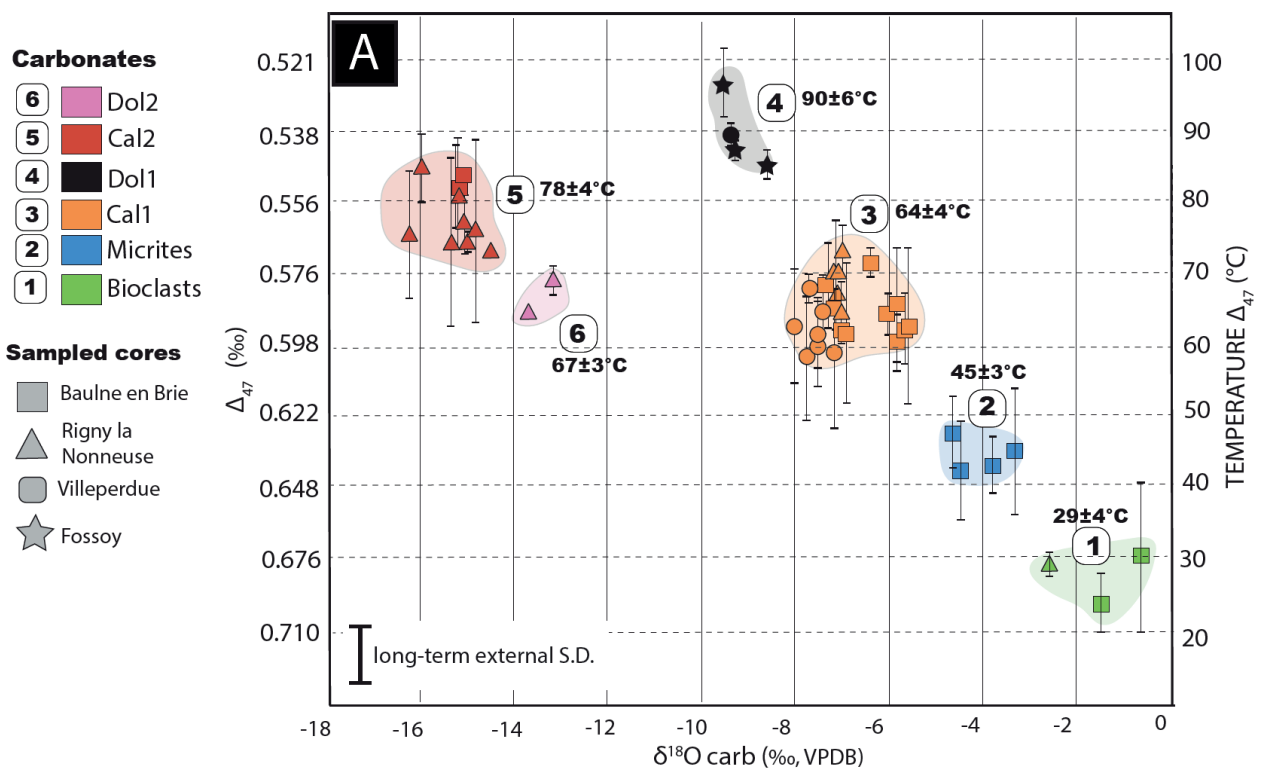 A
Carbonates
6 Dol2
5 Cal2
4 Dol1
3 Cal1
2 Micrites
1 Bioclasts
Sampled cores
Baulne en Brie
Rigny la
Nonneuse
Villeperdue
Fossoy
Δ47 (‰)
0.521
0.538
0.556
0.576
0.598
0.622
0.648
0.676
0.710
4 90±6°C
5 78±4°C
3 64±4°C
6
67±3°C
45±3°C
2
29±4°C
1
long-term external S.D.
100
90
80
70
60
50
40
30
20
TEMPERATURE Δ47 (°C)
-18 -16 -14 -12 -10 -8 -6 -4 -2 0
δ18O carb (‰, VPDB)